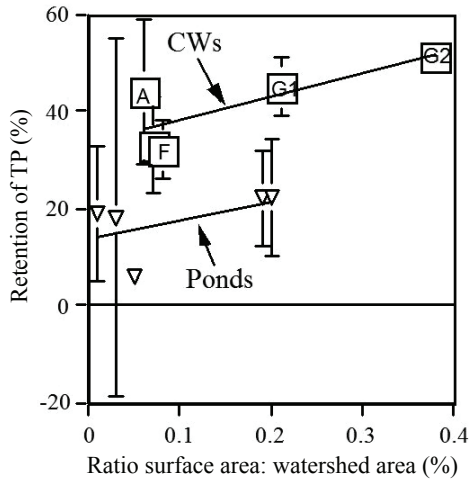 60
CWs
G2
A
G1
40
F
20
Ponds
0
-20
0 0.1 0.2 0.3 0.4
Retention of TP (%)
Ratio surface area: watershed area (%)